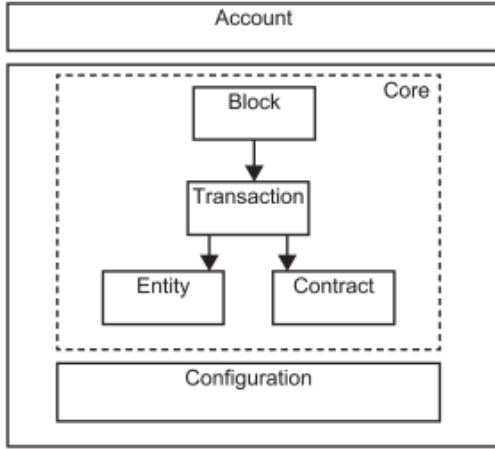 Account
Core
Block
Transaction
Entity
Contract
Configuration